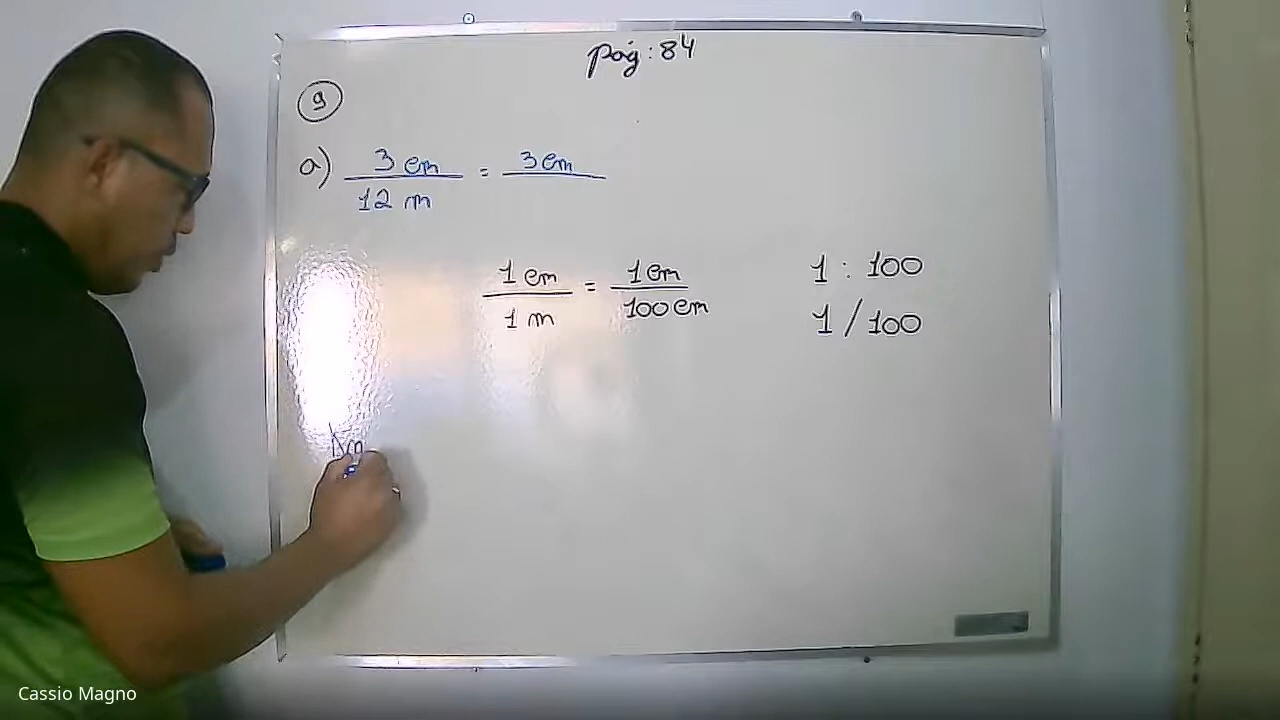 pág: 84
9
a) 3 cm / 12 m = 3 cm
1 cm / 1 m = 1 cm / 100 cm
1 : 100
1 / 100
Cassio Magno